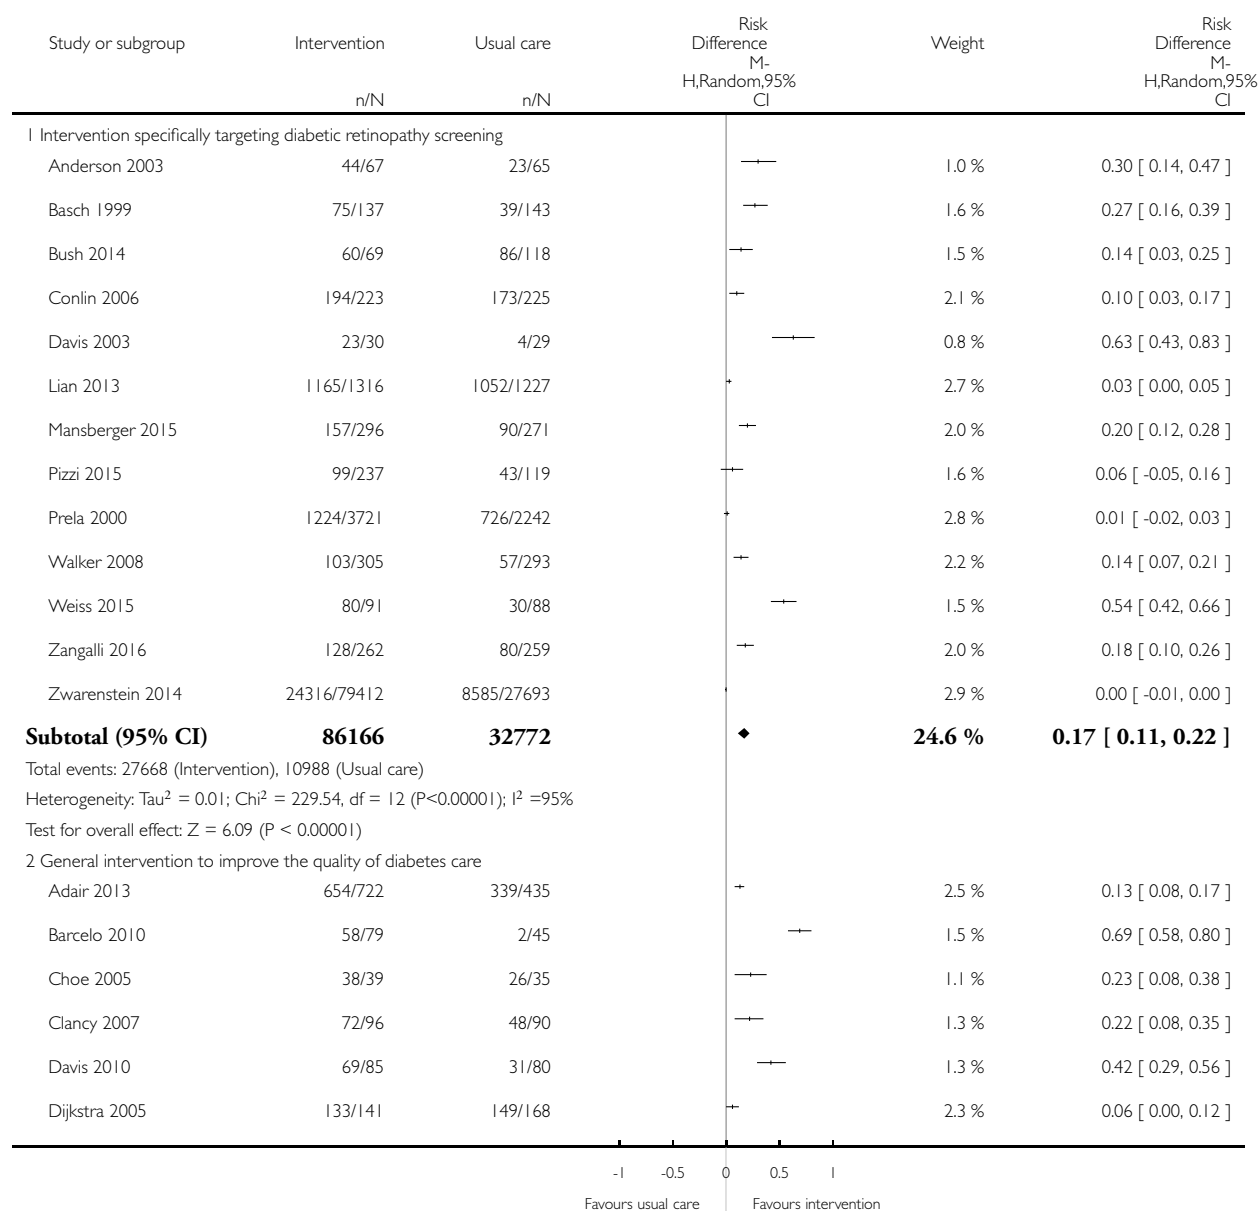 Study or subgroup Intervention Usual care Risk Difference Weight Risk Difference
M-H,Random,95% CI M-H,Random,95% CI
n/N n/N
1 Intervention specifically targeting diabetic retinopathy screening
Anderson 2003 44/67 23/65 1.0 % 0.30 [ 0.14, 0.47 ]
Basch 1999 75/137 39/143 1.6 % 0.27 [ 0.16, 0.39 ]
Bush 2014 60/69 86/118 1.5 % 0.14 [ 0.03, 0.25 ]
Conlin 2006 194/223 173/225 2.1 % 0.10 [ 0.03, 0.17 ]
Davis 2003 23/30 4/29 0.8 % 0.63 [ 0.43, 0.83 ]
Lian 2013 1165/1316 1052/1227 2.7 % 0.03 [ 0.00, 0.05 ]
Mansberger 2015 157/296 90/271 2.0 % 0.20 [ 0.12, 0.28 ]
Pizzi 2015 99/237 43/119 1.6 % 0.06 [ -0.05, 0.16 ]
Prela 2000 1224/3721 726/2242 2.8 % 0.01 [ -0.02, 0.03 ]
Walker 2008 103/305 57/293 2.2 % 0.14 [ 0.07, 0.21 ]
Weiss 2015 80/91 30/88 1.5 % 0.54 [ 0.42, 0.66 ]
Zangalli 2016 128/262 80/259 2.0 % 0.18 [ 0.10, 0.26 ]
Zwarenstein 2014 24316/79412 8585/27693 2.9 % 0.00 [ -0.01, 0.00 ]
Subtotal (95% CI) 86166 32772 24.6 % 0.17 [ 0.11, 0.22 ]
Total events: 27668 (Intervention), 10988 (Usual care)
Heterogeneity: Tau² = 0.01; Chi² = 229.54, df = 12 (P<0.00001); I² =95%
Test for overall effect: Z = 6.09 (P < 0.00001)
2 General intervention to improve the quality of diabetes care
Adair 2013 654/722 339/435 2.5 % 0.13 [ 0.08, 0.17 ]
Barcelo 2010 58/79 2/45 1.5 % 0.69 [ 0.58, 0.80 ]
Choe 2005 38/39 26/35 1.1 % 0.23 [ 0.08, 0.38 ]
Clancy 2007 72/96 48/90 1.3 % 0.22 [ 0.08, 0.35 ]
Davis 2010 69/85 31/80 1.3 % 0.42 [ 0.29, 0.56 ]
Dijkstra 2005 133/141 149/168 2.3 % 0.06 [ 0.00, 0.12 ]
-1 -0.5 0 0.5 1
Favours usual care Favours intervention